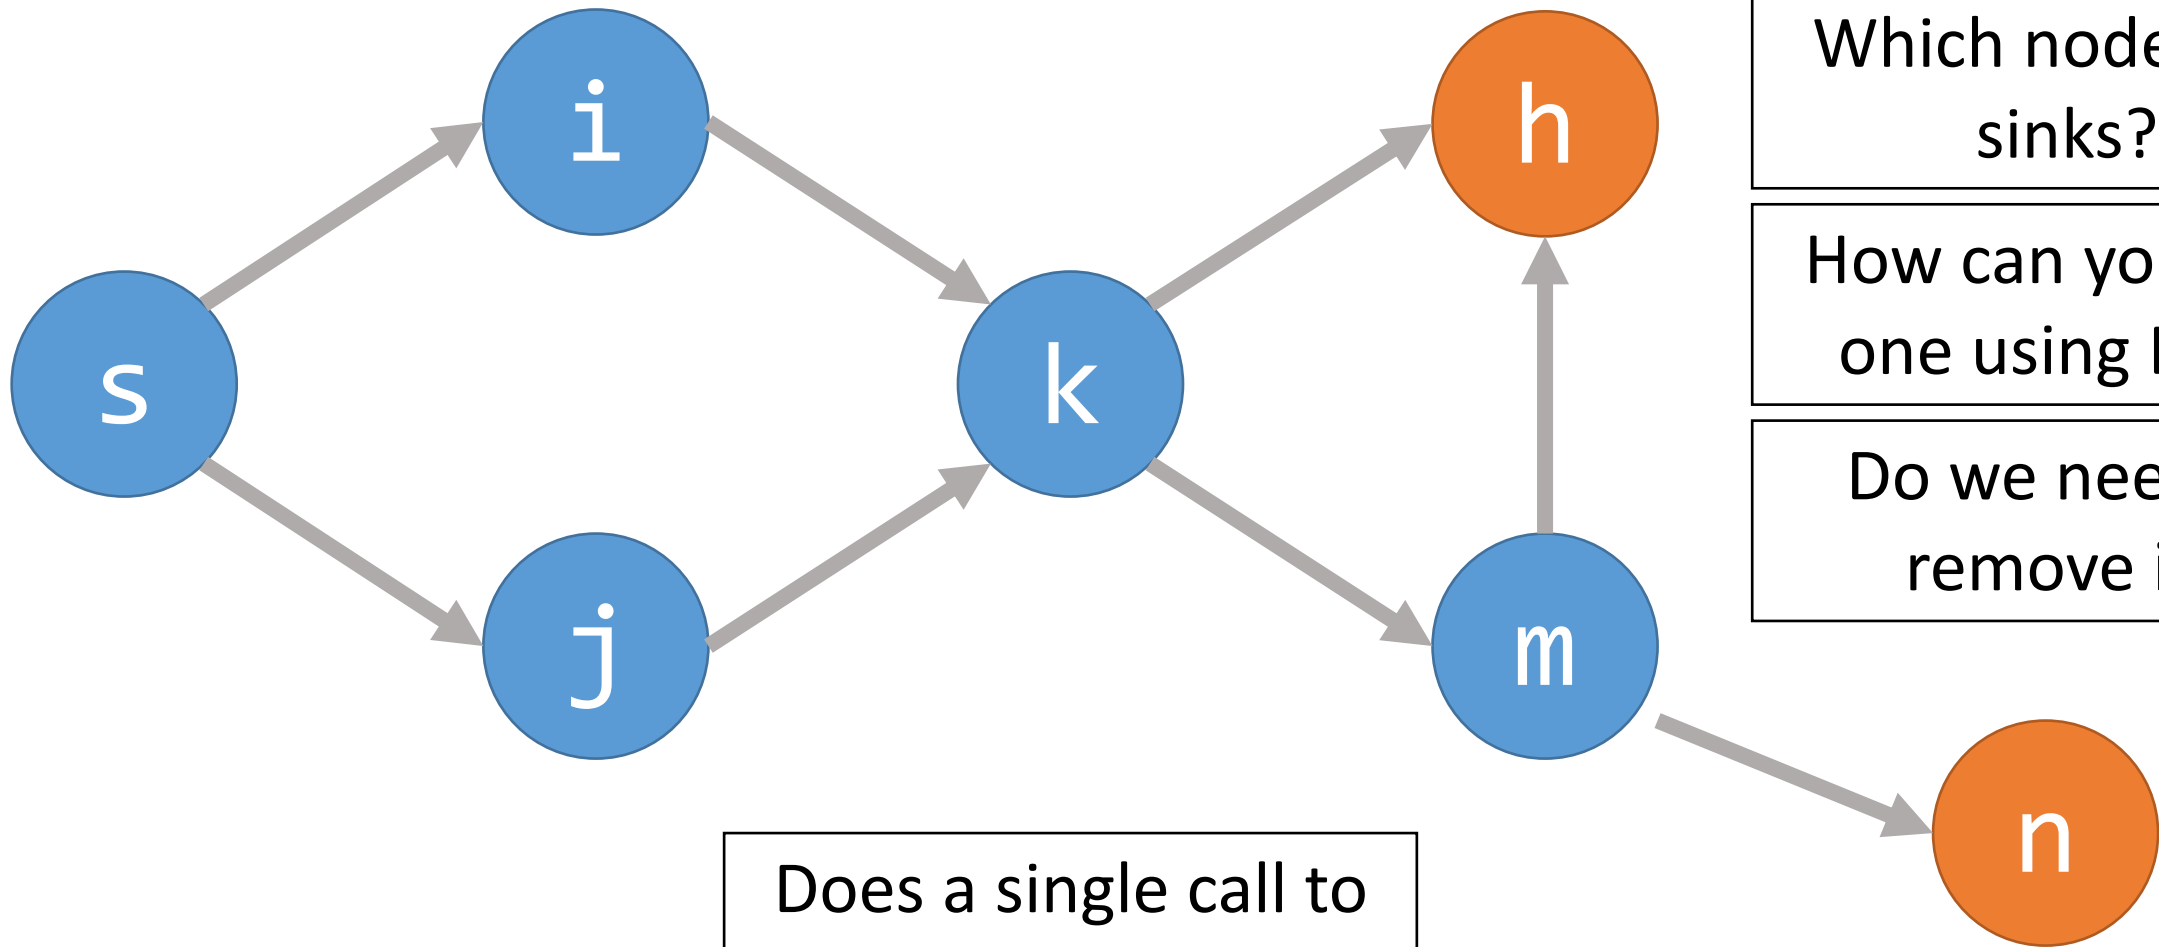 i
h
s
k
j
m
n
Which node
sinks?
How can yo
one using
Do we nee
remove
Does a single call to